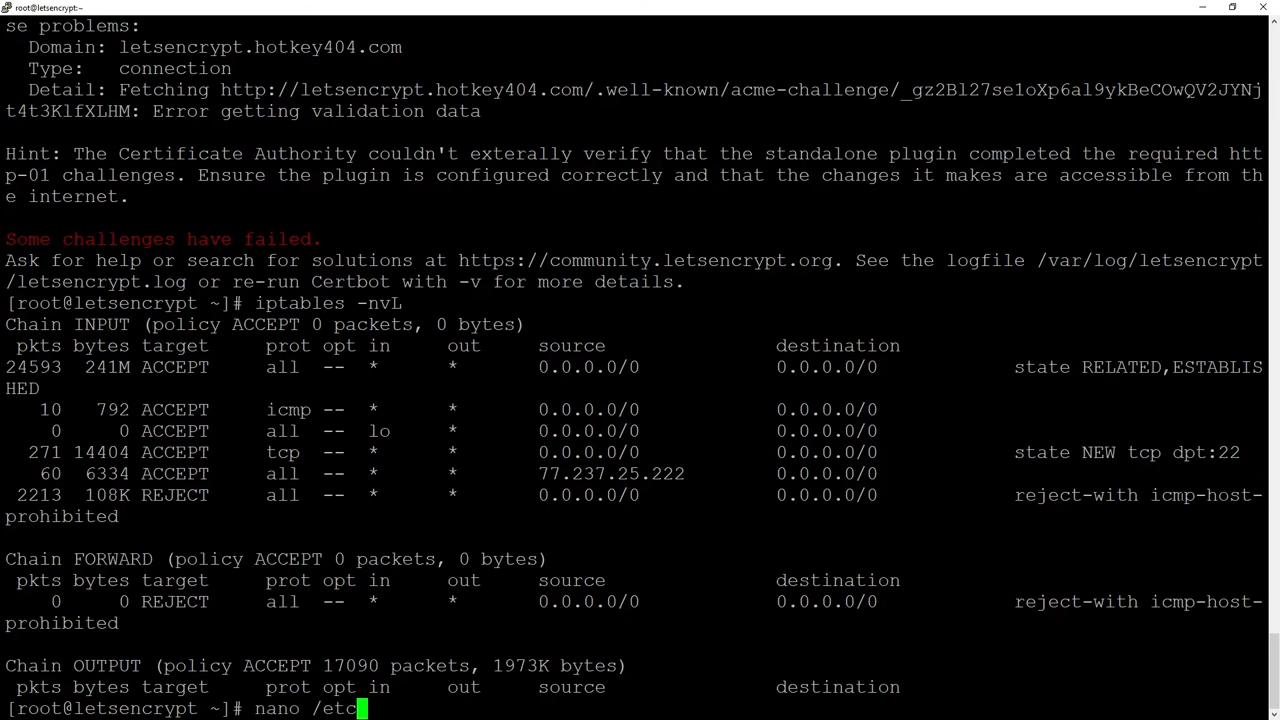 root@letsencrypt:~
se problems:
  Domain: letsencrypt.hotkey404.com
  Type:   connection
  Detail: Fetching http://letsencrypt.hotkey404.com/.well-known/acme-challenge/_gz2Bl27se1oXp6al9ykBeCOwQV2JYNj
t4t3KlfXLHM: Error getting validation data

Hint: The Certificate Authority couldn't exterally verify that the standalone plugin completed the required htt
p-01 challenges. Ensure the plugin is configured correctly and that the changes it makes are accessible from th
e internet.

Some challenges have failed.
Ask for help or search for solutions at https://community.letsencrypt.org. See the logfile /var/log/letsencrypt
/letsencrypt.log or re-run Certbot with -v for more details.
[root@letsencrypt ~]# iptables -nvL
Chain INPUT (policy ACCEPT 0 packets, 0 bytes)
 pkts bytes target     prot opt in     out     source               destination
24593  241M ACCEPT     all  --  *      *       0.0.0.0/0            0.0.0.0/0            state RELATED,ESTABLIS
HED
   10   792 ACCEPT     icmp --  *      *       0.0.0.0/0            0.0.0.0/0
    0     0 ACCEPT     all  --  lo     *       0.0.0.0/0            0.0.0.0/0
  271 14404 ACCEPT     tcp  --  *      *       0.0.0.0/0            0.0.0.0/0            state NEW tcp dpt:22
   60  6334 ACCEPT     all  --  *      *       77.237.25.222        0.0.0.0/0
 2213  108K REJECT     all  --  *      *       0.0.0.0/0            0.0.0.0/0            reject-with icmp-host-
prohibited

Chain FORWARD (policy ACCEPT 0 packets, 0 bytes)
 pkts bytes target     prot opt in     out     source               destination
    0     0 REJECT     all  --  *      *       0.0.0.0/0            0.0.0.0/0            reject-with icmp-host-
prohibited

Chain OUTPUT (policy ACCEPT 17090 packets, 1973K bytes)
 pkts bytes target     prot opt in     out     source               destination
[root@letsencrypt ~]# nano /etc